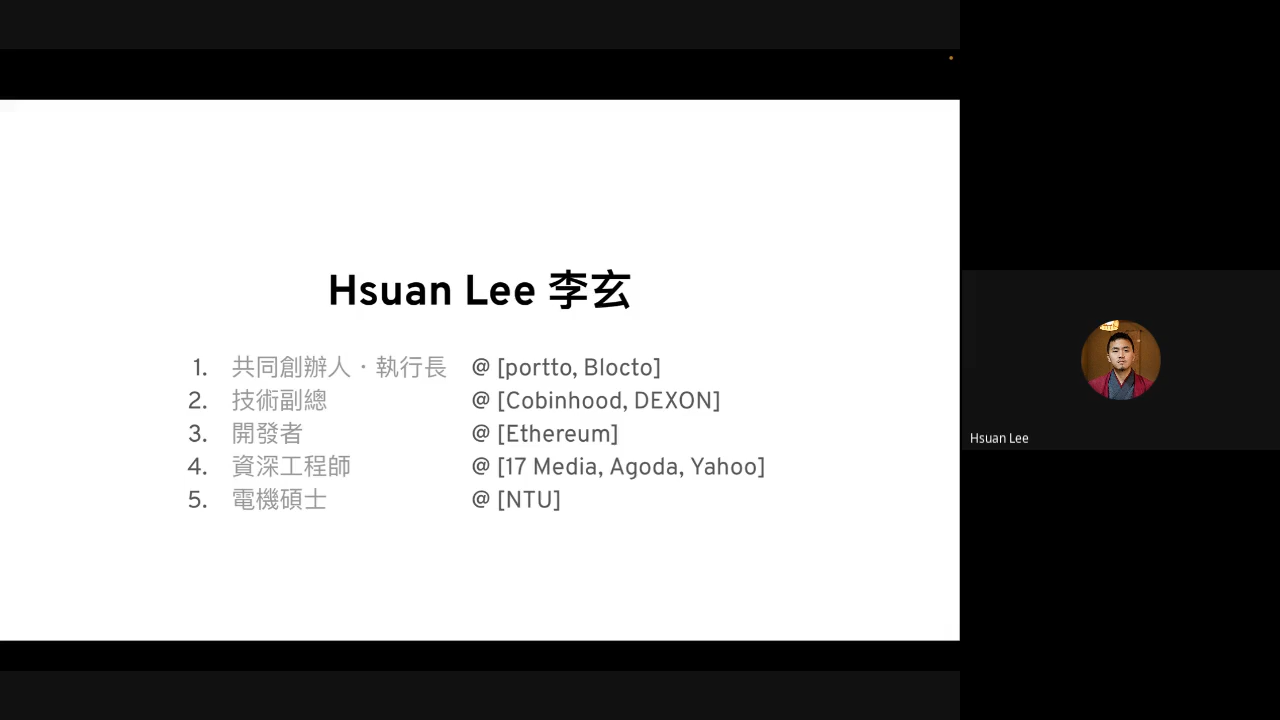 Hsuan Lee 李玄
1. 共同創辦人・執行長 @ [portto, Blocto]
2. 技術副總 @ [Cobinhood, DEXON]
3. 開發者 @ [Ethereum]
4. 資深工程師 @ [17 Media, Agoda, Yahoo]
5. 電機碩士 @ [NTU]
Hsuan Lee